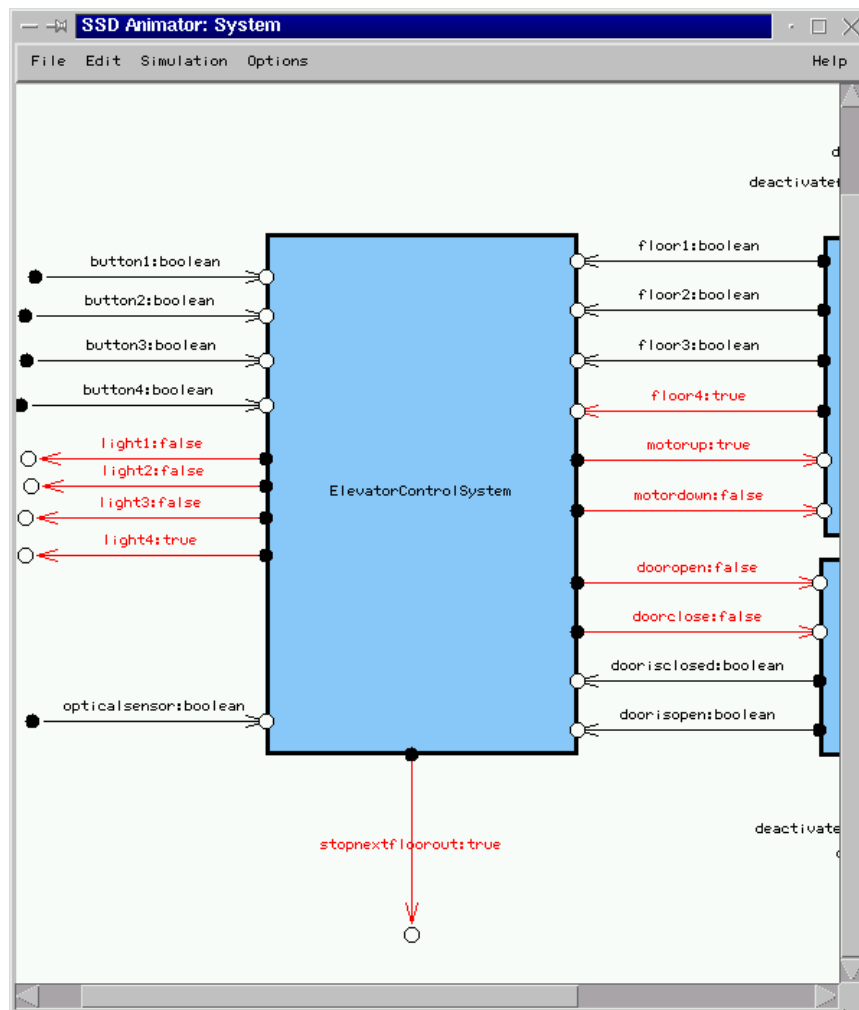 SSD Animator: System
File Edit Simulation Options Help
deactivate
button1:boolean
button2:boolean
button3:boolean
button4:boolean
light1:false
light2:false
light3:false
light4:true
opticalsensor:boolean
ElevatorControlSystem
floor1:boolean
floor2:boolean
floor3:boolean
floor4:true
motorup:true
motordown:false
dooropen:false
doorclose:false
doorisclosed:boolean
doorisopen:boolean
stopnextfloorout:true
deactivate